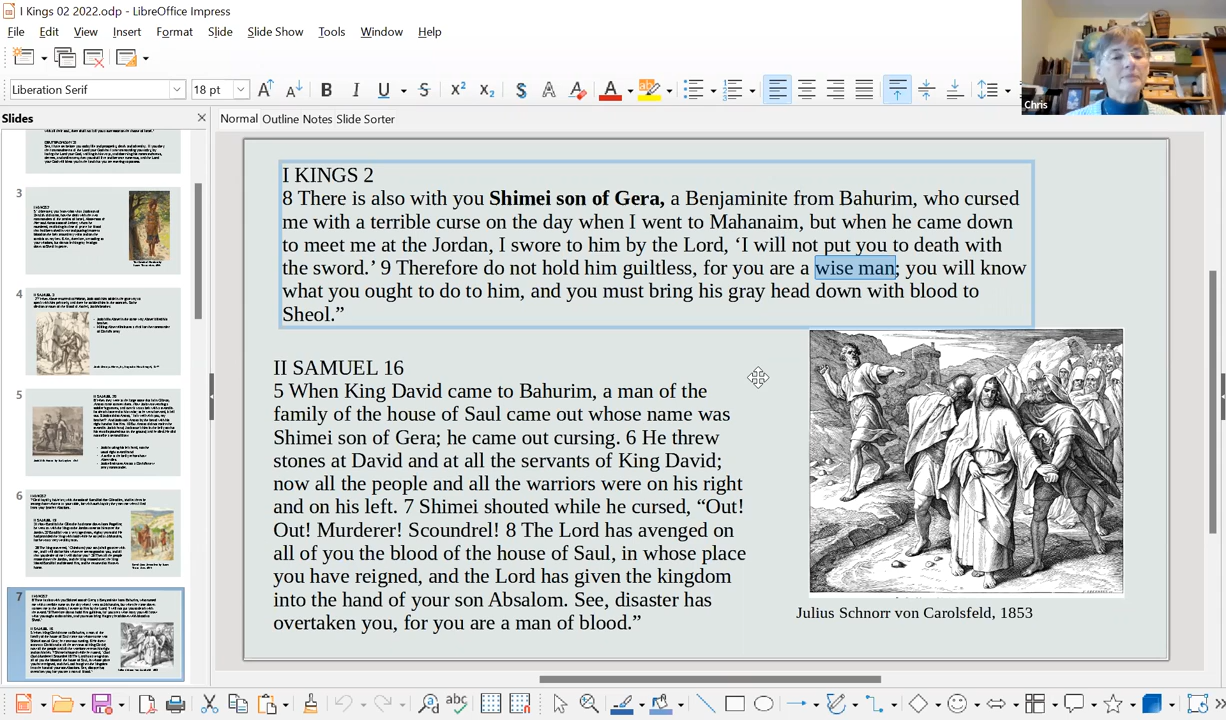 I Kings 02 2022.odp - LibreOffice Impress
File Edit View Insert Format Slide Slide Show Tools Window Help
Liberation Serif 18 pt
Chris
Slides
Normal Outline Notes Slide Sorter
3
4
5
6
7
I KINGS 2
8 There is also with you Shimei son of Gera, a Benjaminite from Bahurim, who cursed
me with a terrible curse on the day when I went to Mahanaim, but when he came down
to meet me at the Jordan, I swore to him by the Lord, ‘I will not put you to death with
the sword.’ 9 Therefore do not hold him guiltless, for you are a wise man; you will know
what you ought to do to him, and you must bring his gray head down with blood to
Sheol.”
II SAMUEL 16
5 When King David came to Bahurim, a man of the
family of the house of Saul came out whose name was
Shimei son of Gera; he came out cursing. 6 He threw
stones at David and at all the servants of King David;
now all the people and all the warriors were on his right
and on his left. 7 Shimei shouted while he cursed, “Out!
Out! Murderer! Scoundrel! 8 The Lord has avenged on
all of you the blood of the house of Saul, in whose place
you have reigned, and the Lord has given the kingdom
into the hand of your son Absalom. See, disaster has
overtaken you, for you are a man of blood.”
Julius Schnorr von Carolsfeld, 1853